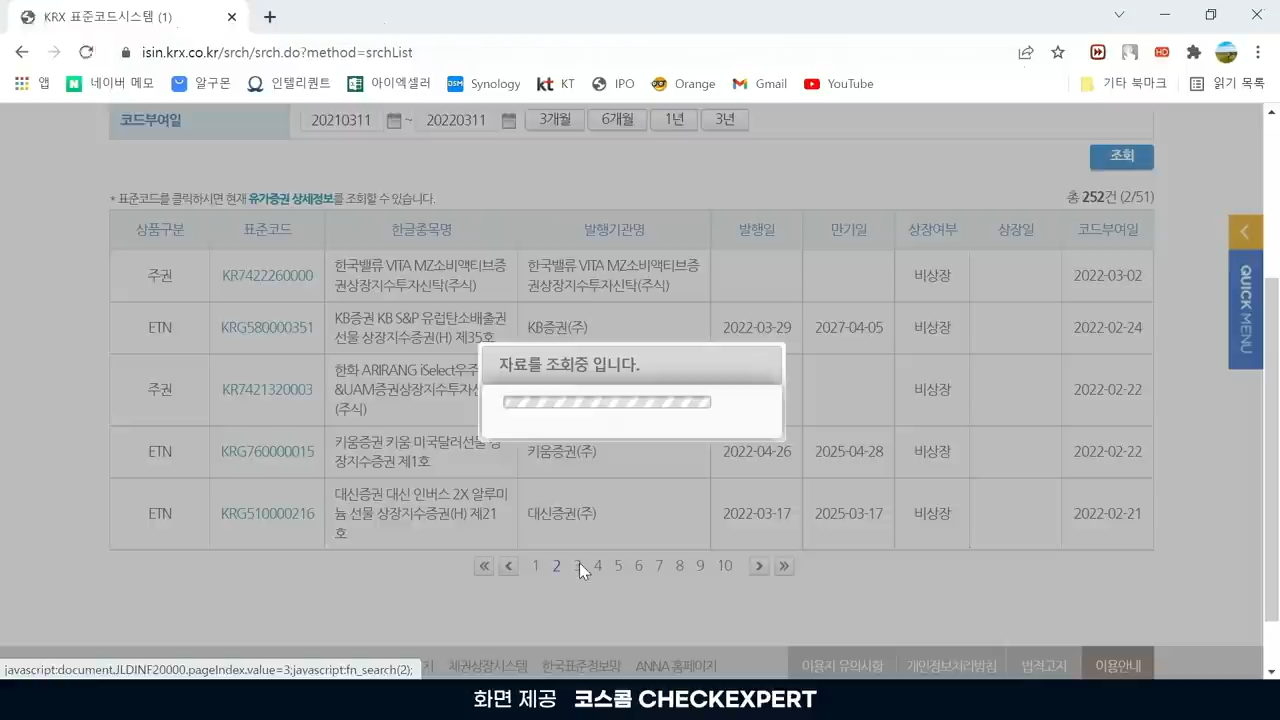 KRX 표준코드시스템 (1)
isin.krx.co.kr/srch/srch.do?method=srchList
앱 네이버 메모 알구몬 인텔리퀀트 아이엑셀러 Synology KT IPO Orange Gmail YouTube 기타 북마크 읽기 목록
코드부여일 20210311 ~ 20220311 3개월 6개월 1년 3년
조회
* 표준코드를 클릭하시면 현재 유가증권 상세정보를 조회할 수 있습니다. 총 252건 (2/51)
상품구분 표준코드 한글종목명 발행기관명 발행일 만기일 상장여부 상장일 코드부여일
주권 KR7422260000 한국밸류 VITA MZ소비액티브증 한국밸류 VITA MZ소비액티브증 비상장 2022-03-02
권상장지수투자신탁(주식) 권상장지수투자신탁(주식)
ETN KRG580000351 KB증권 KB S&P 유럽탄소배출권 KB증권(주) 2022-03-29 2027-04-05 비상장 2022-02-24
선물 상장지수증권(H) 제35호
주권 KR7421320003 한화 ARIRANG iSelect우주 비상장 2022-02-22
&UAM증권상장지수투자신
(주식)
ETN KRG760000015 키움증권 키움 미국달러선물 키움증권(주) 2022-04-26 2025-04-28 비상장 2022-02-22
장지수증권 제1호
ETN KRG510000216 대신증권 대신 인버스 2X 알루미 대신증권(주) 2022-03-17 2025-03-17 비상장 2022-02-21
늄 선물 상장지수증권(H) 제21
호
자료를 조회중 입니다.
QUICK MENU
« ‹ 1 2 3 4 5 6 7 8 9 10 › »
javascript:document.JLDINF20000.pageIndex.value=3;javascript:fn_search(2);
채권상장시스템 한국표준정보망 ANNA 홈페이지 이용자 유의사항 개인정보처리방침 법적고지 이용안내
화면 제공 코스콤 CHECKEXPERT